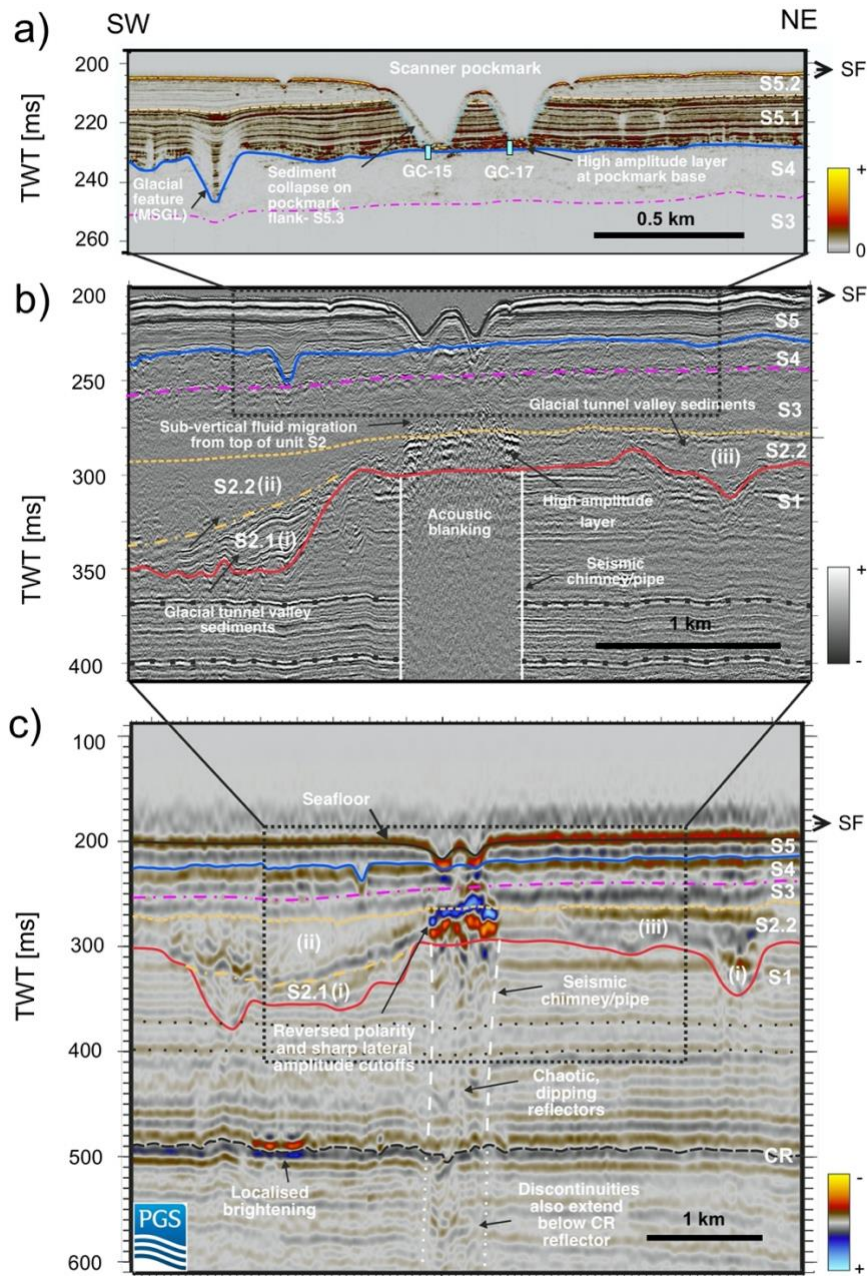 SW
NE
a)
200
220
240
260
TWT [ms]
Scanner pockmark
SF
S5.2
S5.1
S4
S3
Glacial
feature
(MSGL)
Sediment
collapse on
pockmark
flank- S5.3
GC-15
GC-17
High amplitude layer
at pockmark base
0.5 km
+
0
b)
200
250
300
350
400
TWT [ms]
SF
S5
S4
S3
Glacial tunnel valley sediments
Sub-vertical fluid migration
from top of unit S2
(iii)
S2.2
S1
S2.2 (ii)
High-amplitude
layer
Acoustic
blanking
S2.1(i)
Seismic
chimney/pipe
Glacial tunnel valley
sediments
1 km
+
-
c)
100
200
300
400
500
600
TWT [ms]
Seafloor
SF
S5
S4
S3
S2.2
(ii)
(iii)
(i)
S1
S2.1(i)
Seismic
chimney/pipe
Reversed polarity
and sharp lateral
amplitude cutoffs
Chaotic,
dipping
reflectors
CR
Localised
brightening
Discontinuities
also extend
below CR
reflector
1 km
PGS
-
+